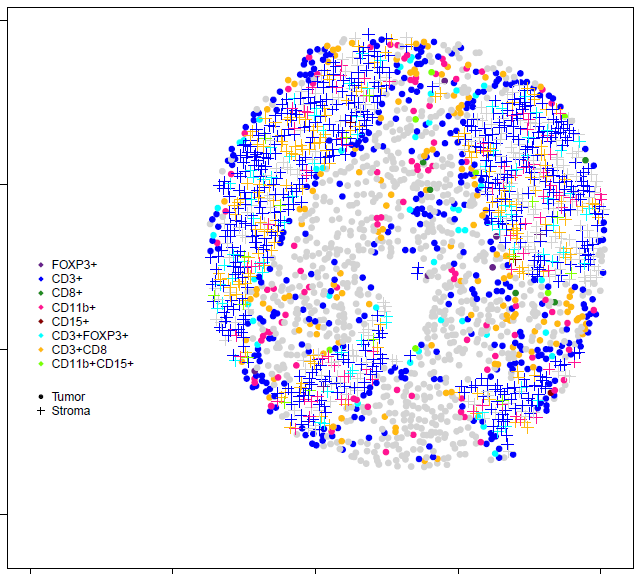 FOXP3+
CD3+
CD8+
CD11b+
CD15+
CD3+FOXP3+
CD3+CD8
CD11b+CD15+
Tumor
Stroma